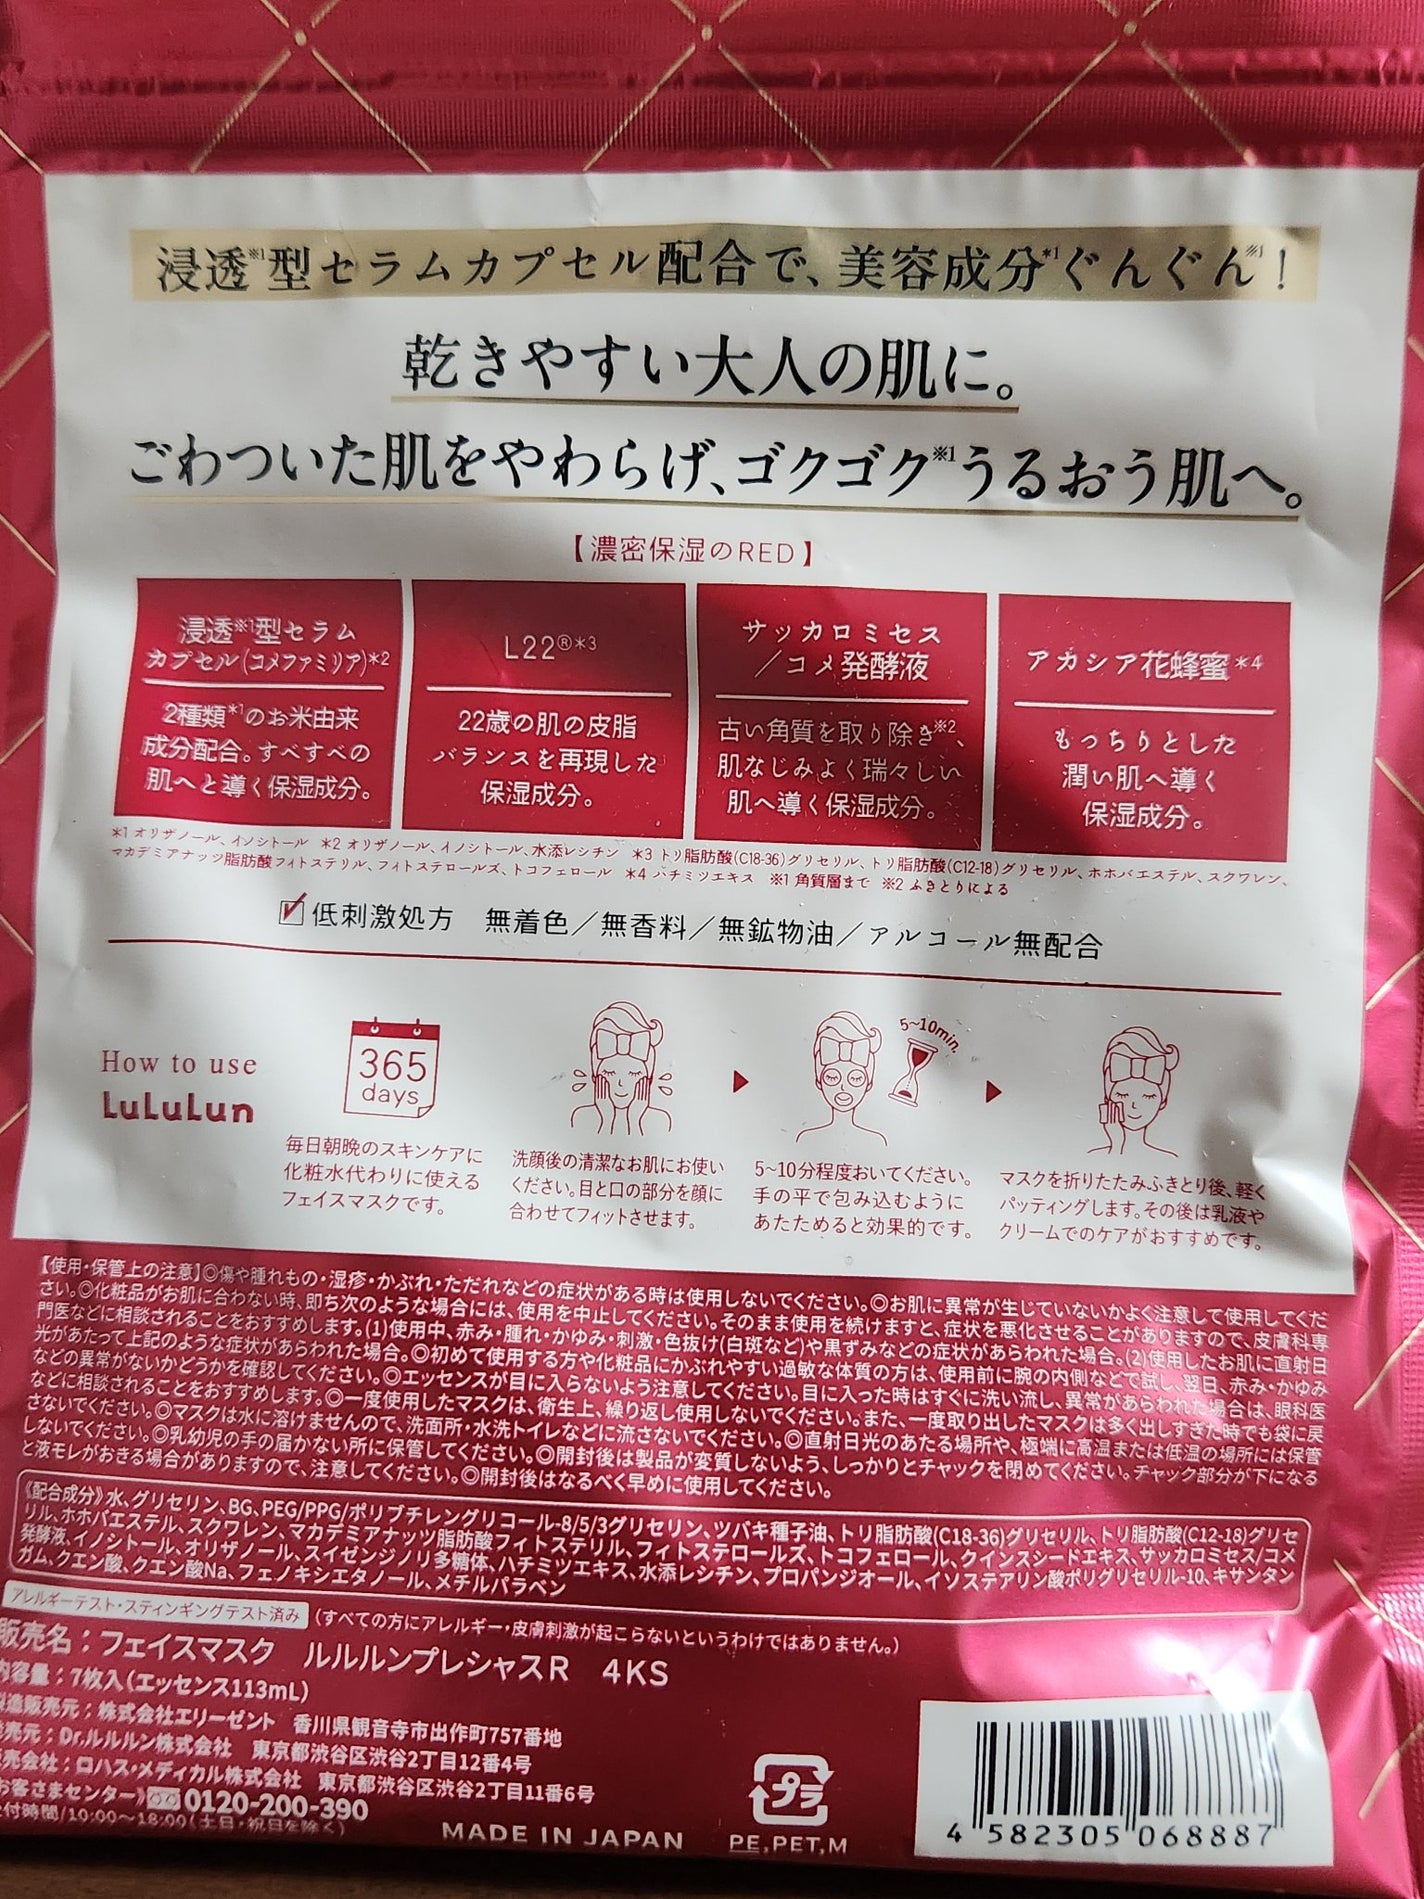 浸透※1型セラムカプセル配合で、美容成分*1ぐんぐん※1！
乾きやすい大人の肌に。
ごわついた肌をやわらげ、ゴクゴク※1うるおう肌へ。
【濃密保湿のRED】
浸透※1型セラム
カプセル(コメファミリア)*2
2種類*1のお米由来
成分配合。すべすべの
肌へと導く保湿成分。
L22®*3
22歳の肌の皮脂
バランスを再現した
保湿成分。
サッカロミセス
／コメ発酵液
古い角質を取り除き※2、
肌なじみよく瑞々しい
肌へ導く保湿成分。
アカシア花蜂蜜*4
もっちりとした
潤い肌へ導く
保湿成分。
*1 オリザノール、イノシトール *2 オリザノール、イノシトール、水添レシチン *3 トリ脂肪酸(C18-36)グリセリル、トリ脂肪酸(C12-18)グリセリル、ホホバエステル、スクワレン、
マカデミアナッツ脂肪酸フィトステリル、フィトステロールズ、トコフェロール *4 ハチミツエキス ※1 角質層まで ※2 ふきとりによる
低刺激処方 無着色／無香料／無鉱物油／アルコール無配合
How to use
LuLuLun
365
days
毎日朝晩のスキンケアに
化粧水代わりに使える
フェイスマスクです。
洗顔後の清潔なお肌にお使い
ください。目と口の部分を顔に
合わせてフィットさせます。
5~10min.
5~10分程度おいてください。
手の平で包み込むように
あたためると効果的です。
マスクを折りたたみふきとり後、軽く
パッティングします。その後は乳液や
クリームでのケアがおすすめです。
【使用・保管上の注意】◎傷や腫れもの・湿疹・かぶれ・ただれなどの症状がある時は使用しないでください。◎お肌に異常が生じていないかよく注意して使用してくだ
さい。◎化粧品がお肌に合わない時、即ち次のような場合には、使用を中止してください。そのまま使用を続けますと、症状を悪化させることがありますので、皮膚科専
門医などに相談されることをおすすめします。(1)使用中、赤み・腫れ・かゆみ・刺激・色抜け(白斑など)や黒ずみなどの症状があらわれた場合。(2)使用したお肌に直射日
光があたって上記のような症状があらわれた場合。◎初めて使用する方や化粧品にかぶれやすい過敏な体質の方は、使用前に腕の内側などで試し、翌日、赤み・かゆみ
などの異常がないかどうかを確認してください。◎エッセンスが目に入らないよう注意してください。目に入った時はすぐに洗い流し、異常があらわれた場合は、眼科医
などに相談されることをおすすめします。◎一度使用したマスクは、衛生上、繰り返し使用しないでください。また、一度取り出したマスクは多く出しすぎた時でも袋に戻
さないでください。◎マスクは水に溶けませんので、洗面所・水洗トイレなどに流さないでください。◎直射日光のあたる場所や、極端に高温または低温の場所には保管
しないでください。◎乳幼児の手の届かない所に保管してください。◎開封後は製品が変質しないよう、しっかりとチャックを閉めてください。チャック部分が下になる
と液モレがおきる場合がありますので、注意してください。◎開封後はなるべく早めに使用してください。
《配合成分》水、グリセリン、BG、PEG/PPG/ポリブチレングリコール-8/5/3グリセリン、ツバキ種子油、トリ脂肪酸(C18-36)グリセリル、トリ脂肪酸(C12-18)グリセ
リル、ホホバエステル、スクワレン、マカデミアナッツ脂肪酸フィトステリル、フィトステロールズ、トコフェロール、クインスシードエキス、サッカロミセス/コメ
発酵液、イノシトール、オリザノール、スイゼンジノリ多糖体、ハチミツエキス、水添レシチン、プロパンジオール、イソステアリン酸ポリグリセリル-10、キサンタン
ガム、クエン酸、クエン酸Na、フェノキシエタノール、メチルパラベン
アレルギーテスト・スティンギングテスト済み (すべての方にアレルギー・皮膚刺激が起こらないというわけではありません。)
販売名：フェイスマスク ルルルンプレシャスR 4KS
内容量：7枚入(エッセンス113mL)
製造販売元：株式会社エリーゼント 香川県観音寺市出作町757番地
売元：Dr.ルルルン株式会社 東京都渋谷区渋谷2丁目12番4号
売会社：ロハス・メディカル株式会社 東京都渋谷区渋谷2丁目11番6号
お客さまセンター》 0120-200-390
付時間/10:00～18:00(土日・祝日を除く)
MADE IN JAPAN
プラ
PE,PET,M
4 582305 068887